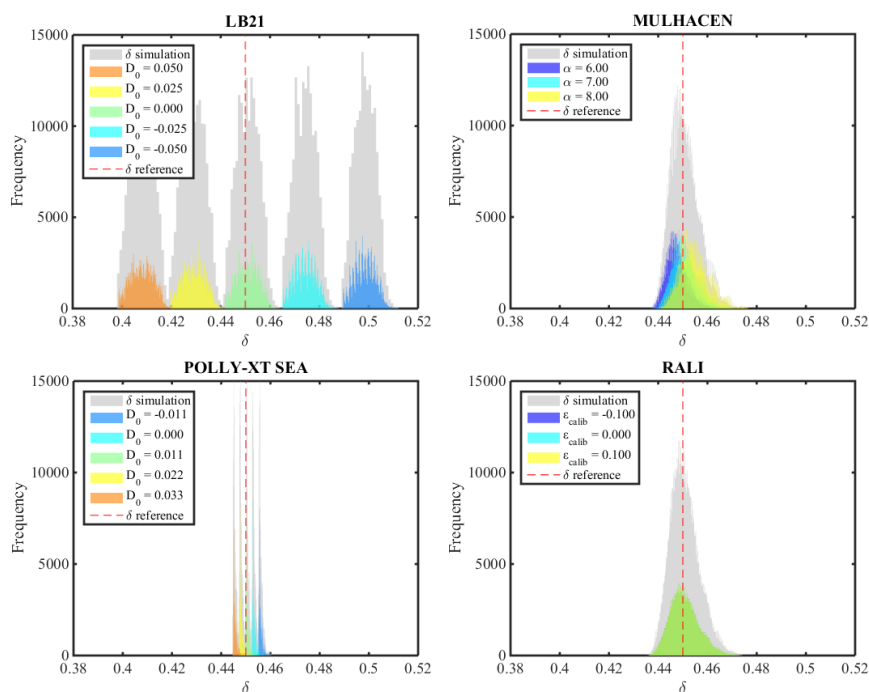 LB21
15000
10000
5000
0
Frequency
δ simulation
D0 = 0.050
D0 = 0.025
D0 = 0.000
D0 = -0.025
D0 = -0.050
δ reference
0.38 0.4 0.42 0.44 0.46 0.48 0.5 0.52
δ
MULHACEN
15000
10000
5000
0
Frequency
δ simulation
α = 6.00
α = 7.00
α = 8.00
δ reference
0.38 0.4 0.42 0.44 0.46 0.48 0.5 0.52
δ
POLLY-XT SEA
15000
10000
5000
0
Frequency
δ simulation
D0 = -0.011
D0 = 0.000
D0 = 0.011
D0 = 0.022
D0 = 0.033
δ reference
0.38 0.4 0.42 0.44 0.46 0.48 0.5 0.52
δ
RALI
15000
10000
5000
0
Frequency
δ simulation
εcalib = -0.100
εcalib = 0.000
εcalib = 0.100
δ reference
0.38 0.4 0.42 0.44 0.46 0.48 0.5 0.52
δ